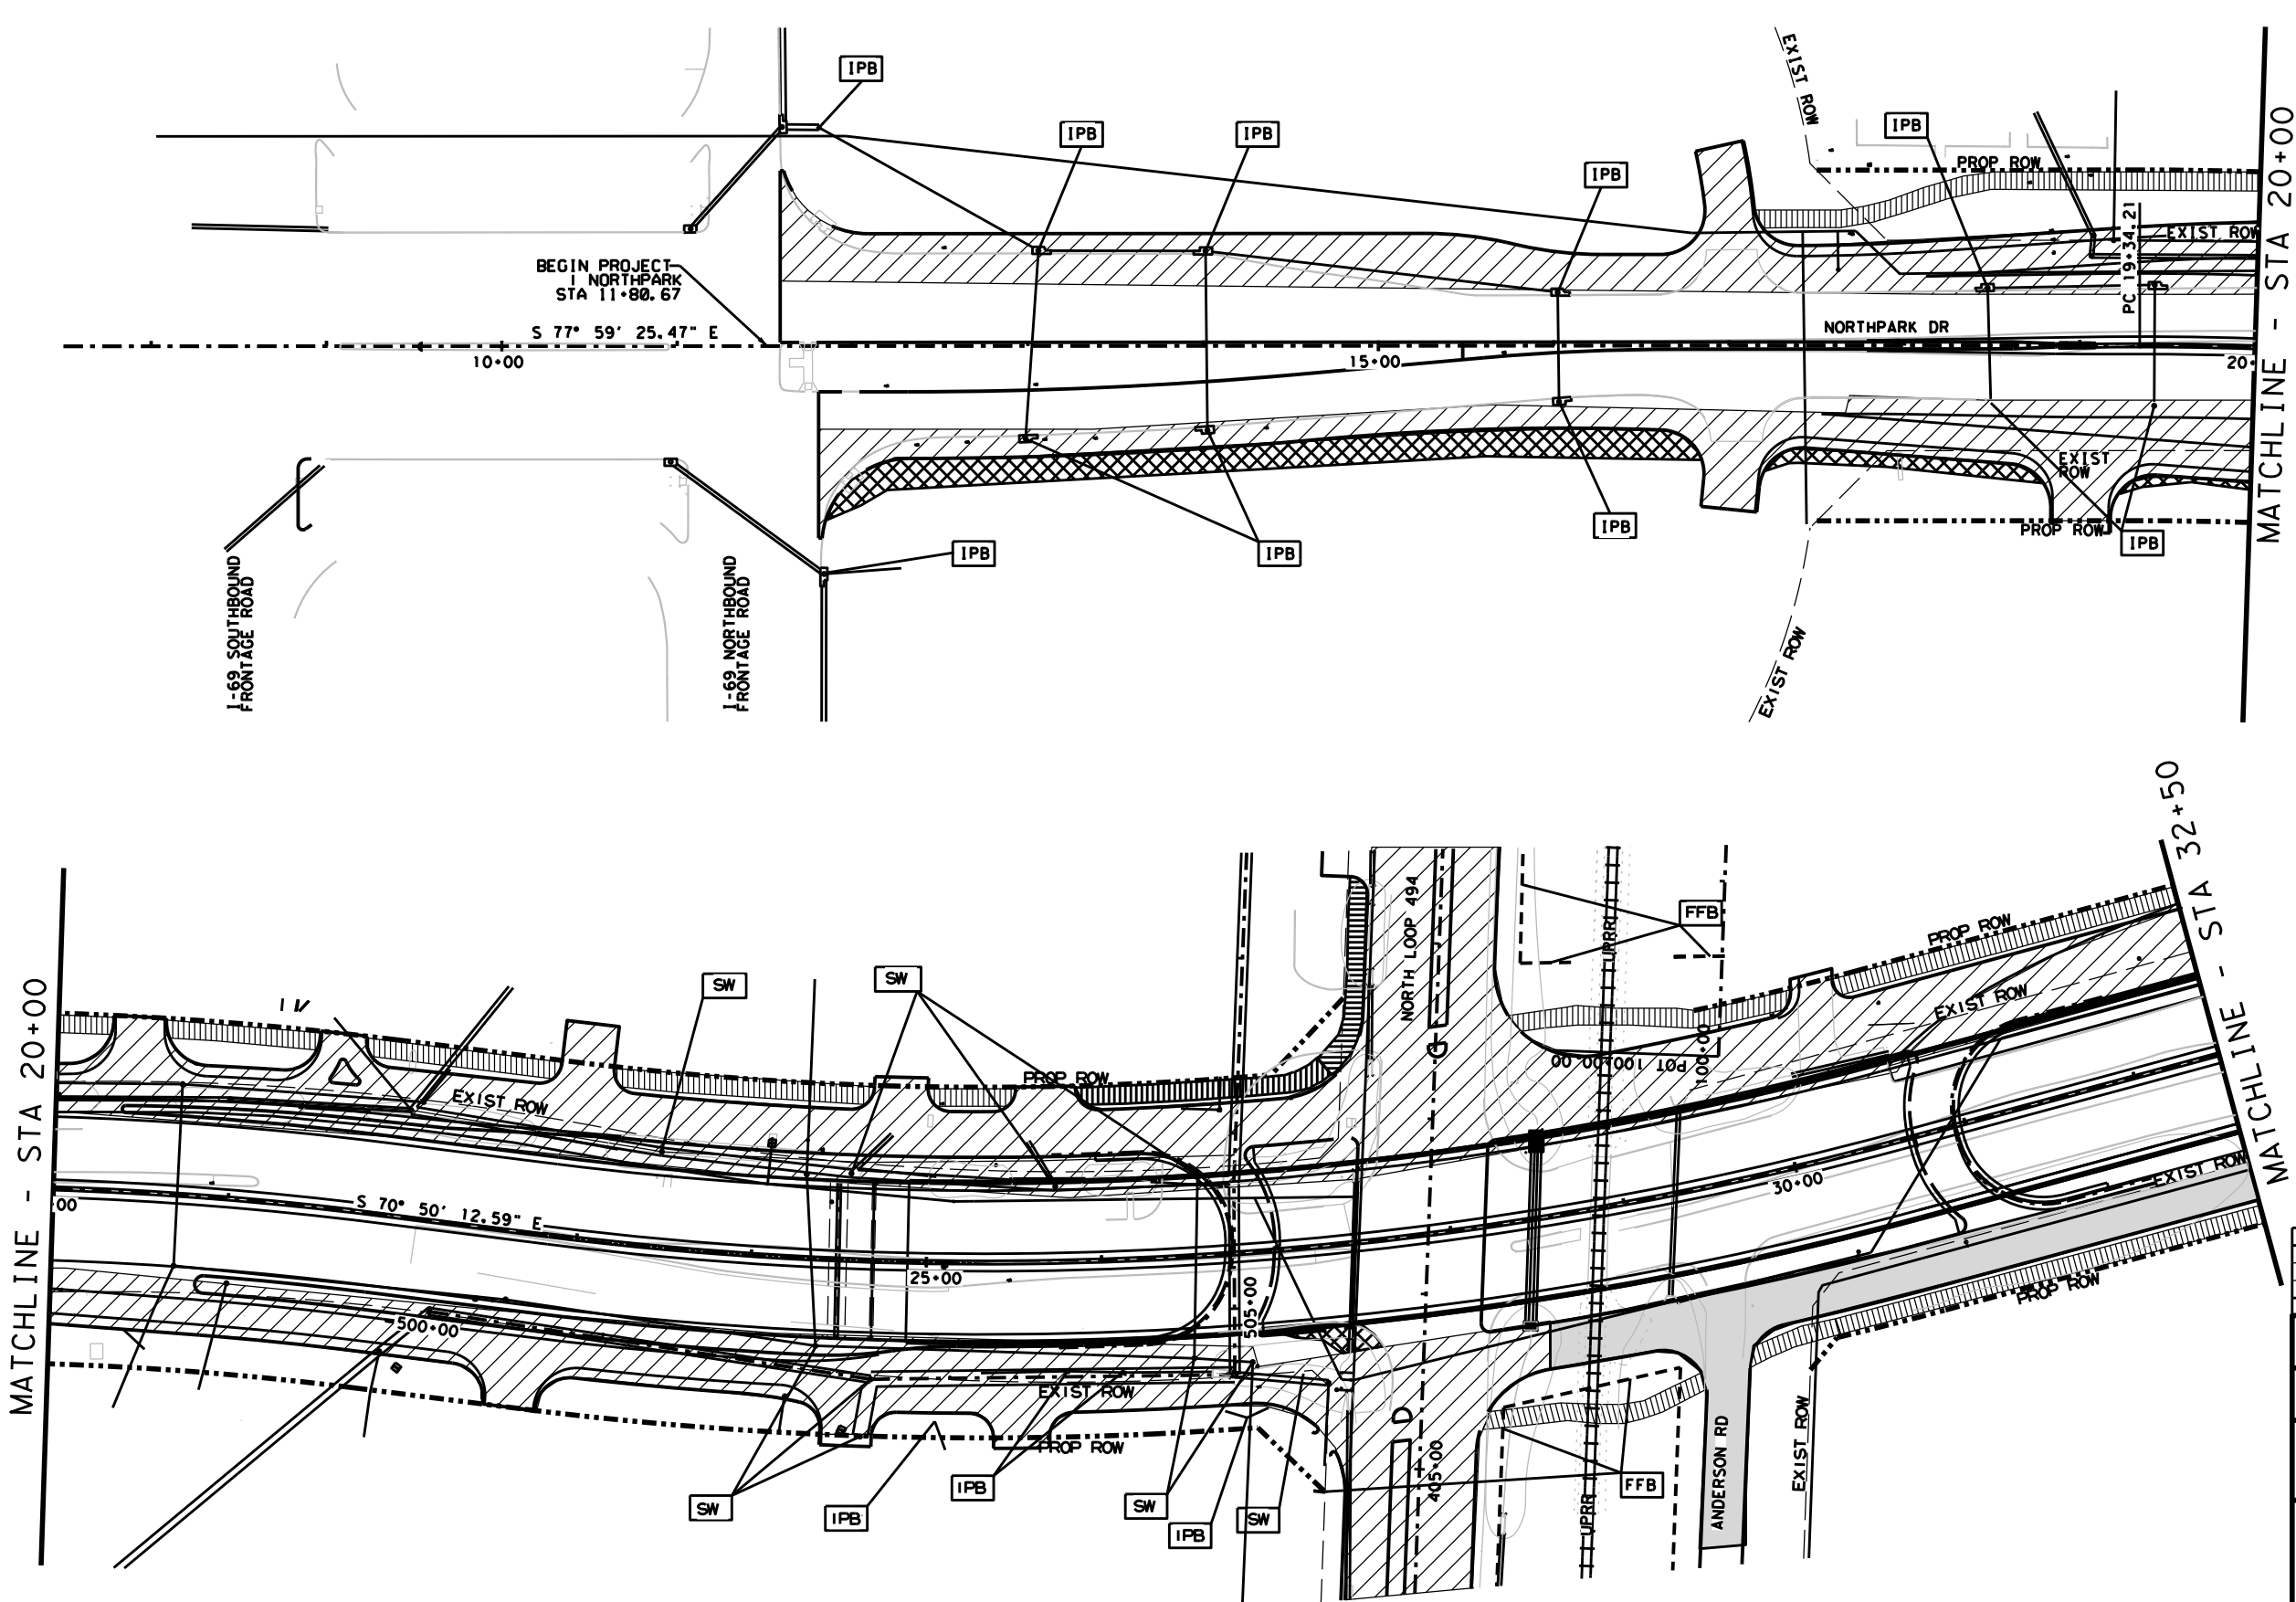 IPB
IPB
IPB
IPB
IPB
EXIST ROW
PROP ROW
EXIST ROW
PC 19+34.21
MATCHLINE - STA 20+00
BEGIN PROJECT
NORTHPARK
STA 11+80.67
S 77° 59' 25.47" E
10+00
15+00
NORTHPARK DR
20+
EXIST
ROW
PROP ROW
IPB
IPB
IPB
IPB
I-69 SOUTHBOUND
FRONTAGE ROAD
I-69 NORTHBOUND
FRONTAGE ROAD
EXIST ROW
MATCHLINE - STA 32+50
MATCHLINE - STA 20+00
SW
SW
NORTH LOOP 494
UPRR
FFB
PROP ROW
EXIST ROW
PROP ROW
EXIST ROW
POT 100+00.00
100+00
00
S 70° 50' 12.59" E
25+00
30+00
EXIST ROW
PROP ROW
500+00
505+00
EXIST ROW
PROP ROW
SW
IPB
IPB
SW
IPB
SW
405+00
FFB
UPRR
ANDERSON RD
EXIST ROW